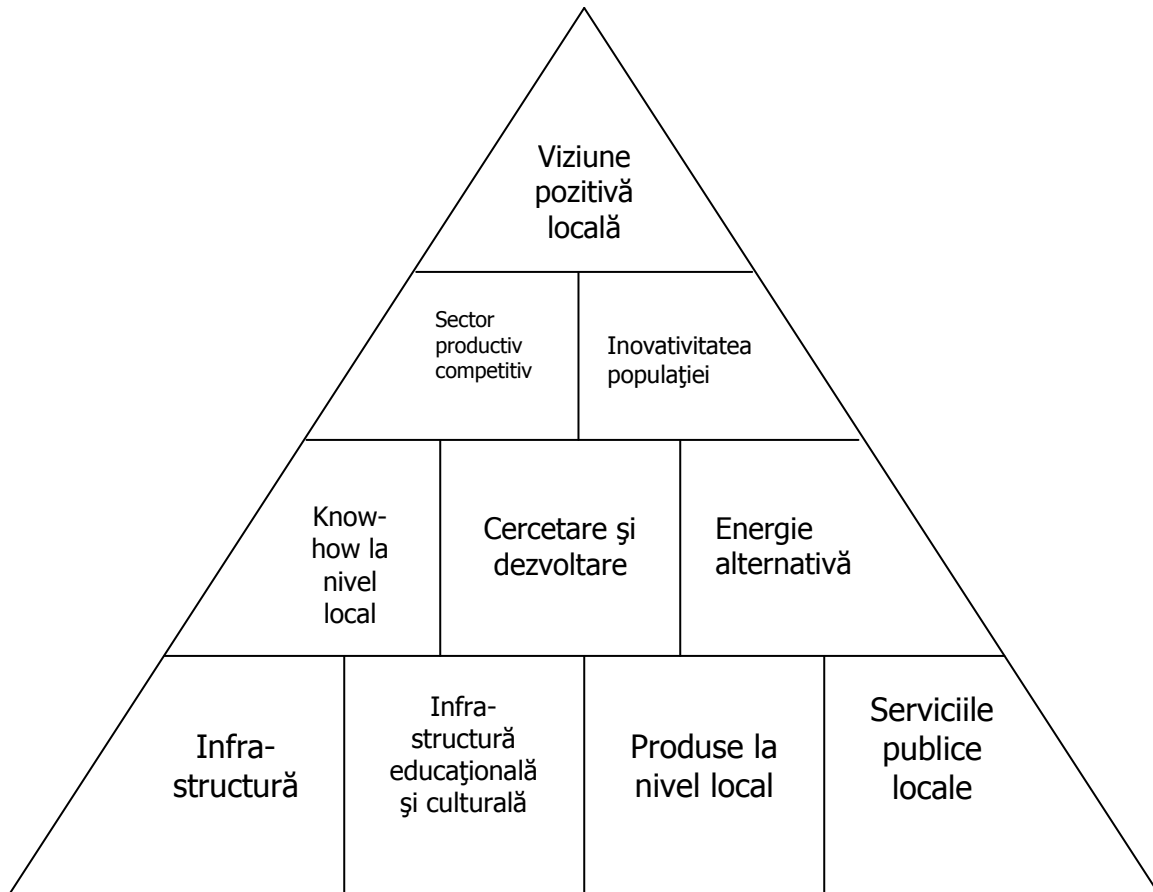 Viziune
pozitivă
locală
Sector
productiv
competitiv
Inovativitatea
populaţiei
Know-
how la
nivel
local
Cercetare şi
dezvoltare
Energie
alternativă
Infra-
structură
Infra-
structură
educaţională
şi culturală
Produse la
nivel local
Serviciile
publice
locale